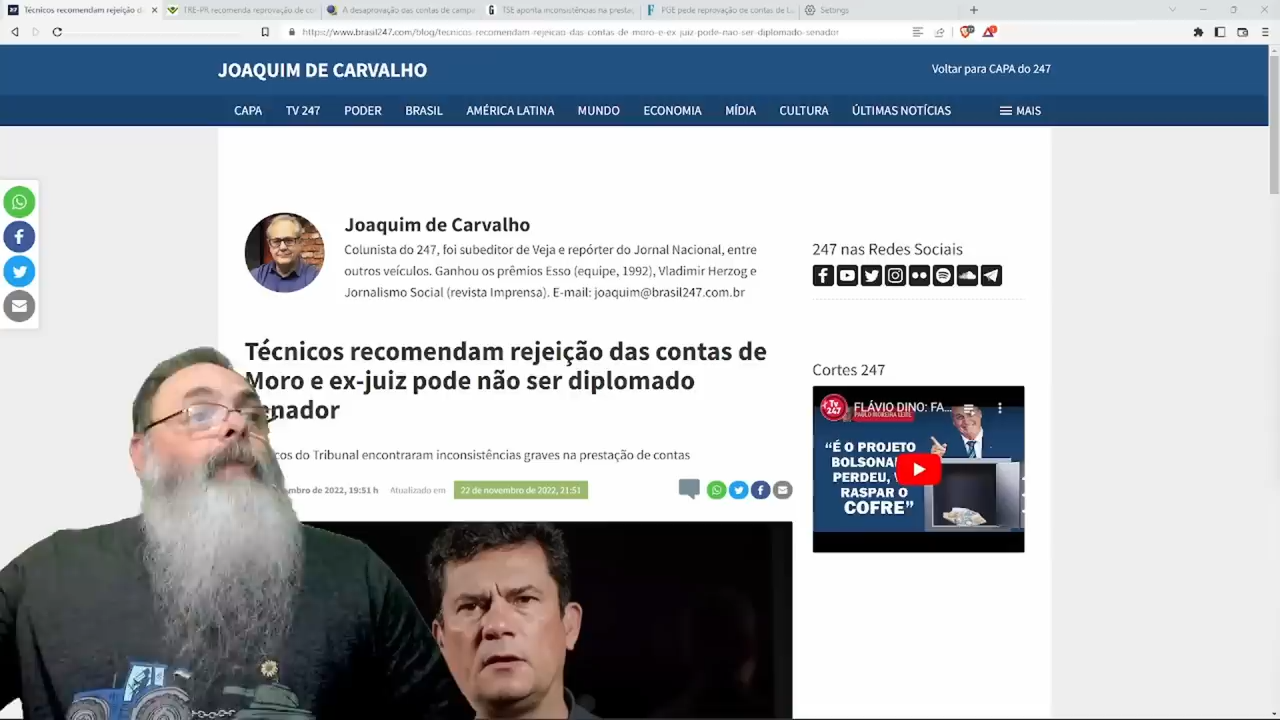 Técnicos recomendam rejeição d
TRE-PR recomenda reprovação de co
A desaprovação das contas de campa
TSE aponta inconsistências na presta
PGE pede reprovação de contas de L
Settings
https://www.brasil247.com/blog/tecnicos-recomendam-rejeicao-das-contas-de-moro-e-ex-juiz-pode-nao-ser-diplomado-senador
JOAQUIM DE CARVALHO
Voltar para CAPA do 247
CAPA TV 247 PODER BRASIL AMÉRICA LATINA MUNDO ECONOMIA MÍDIA CULTURA ÚLTIMAS NOTÍCIAS MAIS
Joaquim de Carvalho
Colunista do 247, foi subeditor de Veja e repórter do Jornal Nacional, entre
outros veículos. Ganhou os prêmios Esso (equipe, 1992), Vladimir Herzog e
Jornalismo Social (revista Imprensa). E-mail: joaquim@brasil247.com.br
Técnicos recomendam rejeição das contas de
Moro e ex-juiz pode não ser diplomado
enador
cos do Tribunal encontraram inconsistências graves na prestação de contas
mbro de 2022, 19:51 h Atualizado em 22 de novembro de 2022, 21:51
247 nas Redes Sociais
Cortes 247
Tv 247
FLÁVIO DINO: FA...
"É O PROJETO
BOLSONA
PERDEU, V
RASPAR O
COFRE"